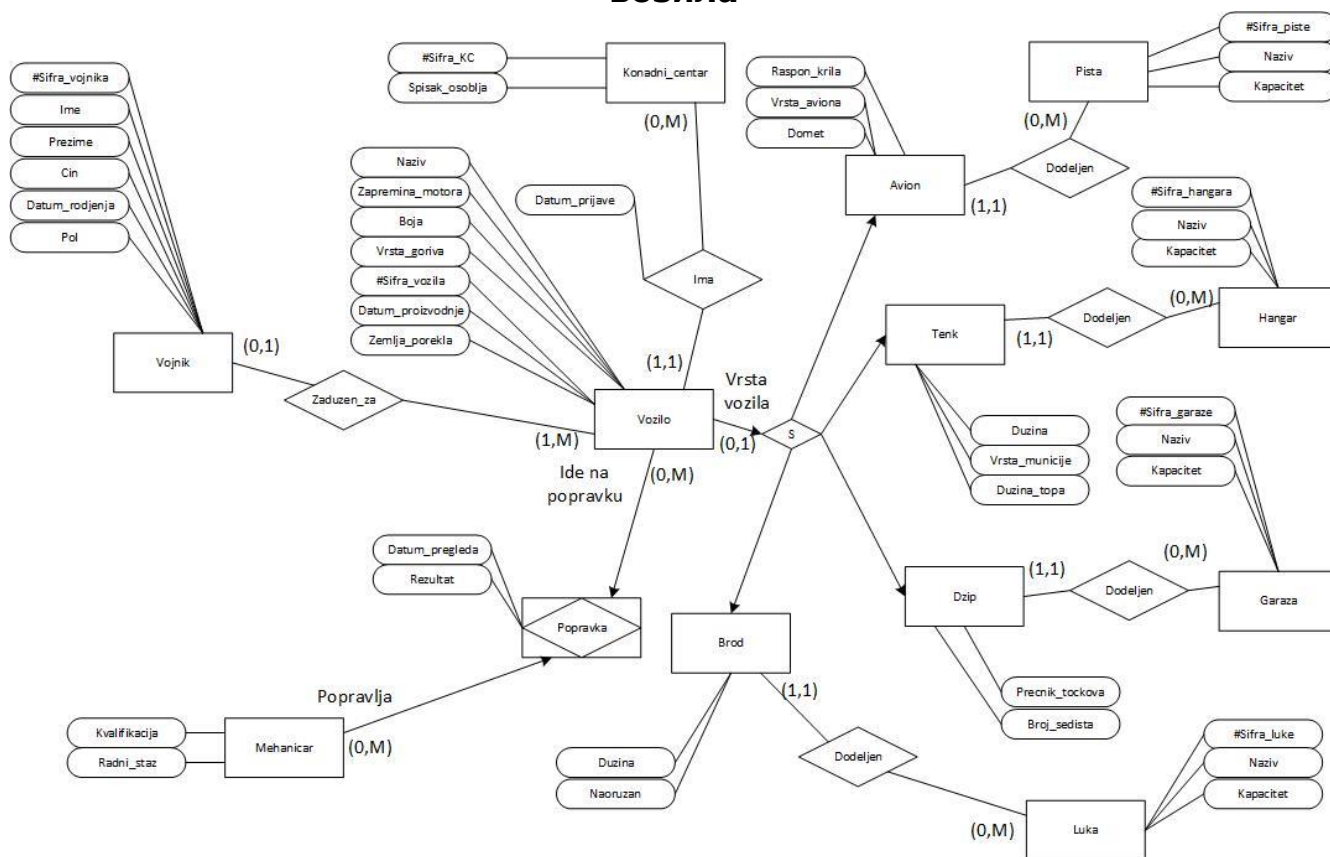 #Sifra_vojnika
Ime
Prezime
Cin
Datum_rodjenja
Pol
Vojnik
(0,1)
Zaduzen_za
(1,M)
#Sifra_KC
Spisak_osoblja
Konadni_centar
(0,M)
Datum_prijave
Ima
(1,1)
Naziv
Zapremina_motora
Boja
Vrsta_goriva
#Sifra_vozila
Datum_proizvodnje
Zemlja_porekla
Vozilo
(0,1)
Vrsta
vozila
S
(0,M)
Ide na
popravku
Datum_pregleda
Rezultat
Popravka
Popravlja
(0,M)
Kvalifikacija
Radni_staz
Mehanicar
Raspon_krila
Vrsta_aviona
Domet
Avion
(1,1)
Dodeljen
(0,M)
Pista
#Sifra_piste
Naziv
Kapacitet
Tenk
(1,1)
Dodeljen
(0,M)
Hangar
#Sifra_hangara
Naziv
Kapacitet
Duzina
Vrsta_municije
Duzina_topa
Dzip
(1,1)
Dodeljen
(0,M)
Garaza
#Sifra_garaze
Naziv
Kapacitet
Precnik_tockova
Broj_sedista
Brod
(1,1)
Duzina
Naoruzan
Dodeljen
(0,M)
Luka
#Sifra_luke
Naziv
Kapacitet